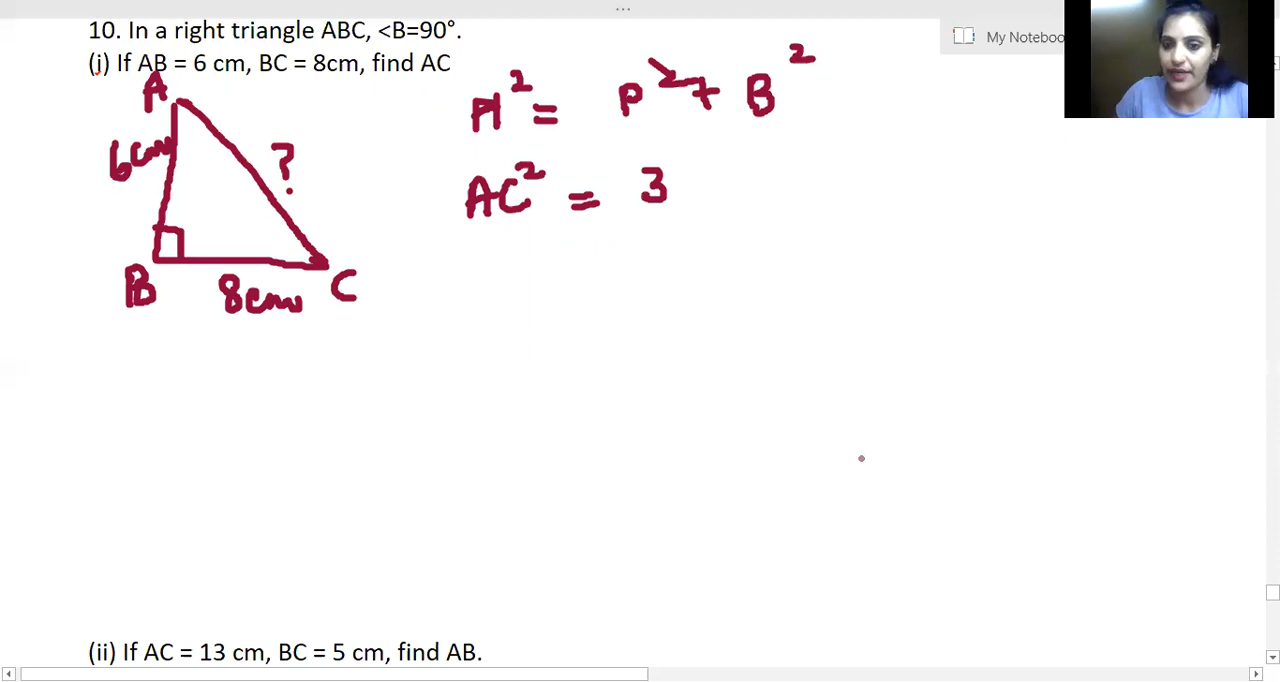 10. In a right triangle ABC, <B=90°.
(i) If AB = 6 cm, BC = 8cm, find AC
My Noteboo
A
6cm
?
B
8cm
C
H² = P² + B²
AC² = 3
(ii) If AC = 13 cm, BC = 5 cm, find AB.